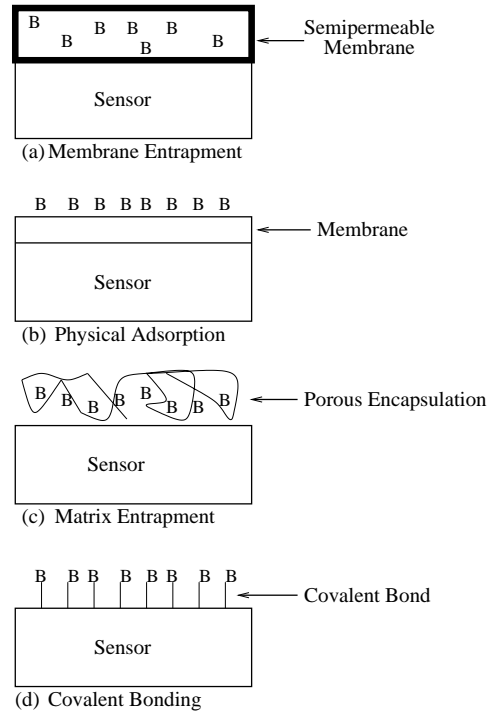 B B B B B B B
Semipermeable
Membrane
Sensor
(a) Membrane Entrapment
B B B B B B B B
Membrane
Sensor
(b) Physical Adsorption
B B B B B B B B
Porous Encapsulation
Sensor
(c) Matrix Entrapment
B B B B B B B B
Covalent Bond
Sensor
(d) Covalent Bonding